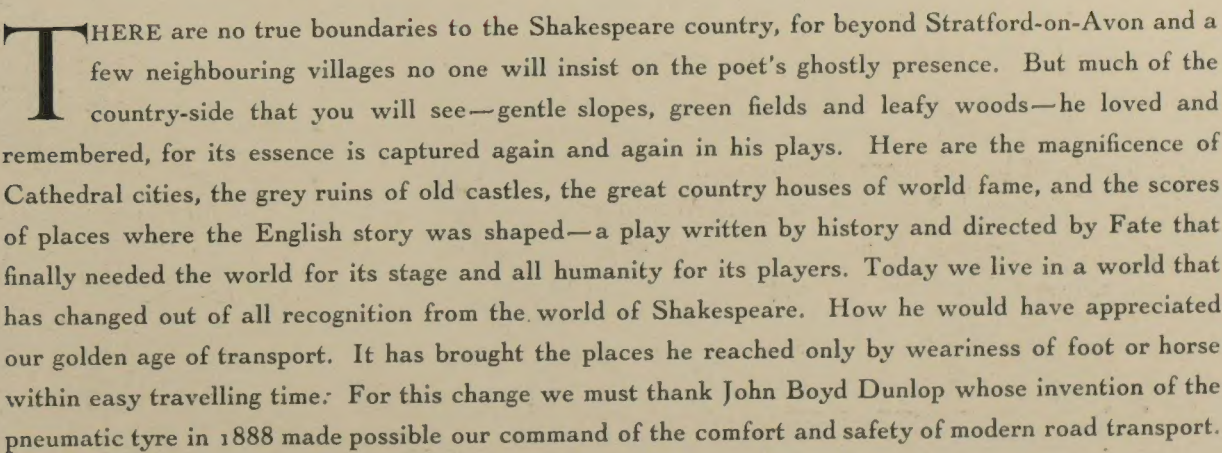 THERE are no true boundaries to the Shakespeare country, for beyond Stratford-on-Avon and a
few neighbouring villages no one will insist on the poet's ghostly presence. But much of the
country-side that you will see—gentle slopes, green fields and leafy woods—he loved and
remembered, for its essence is captured again and again in his plays. Here are the magnificence of
Cathedral cities, the grey ruins of old castles, the great country houses of world fame, and the scores
of places where the English story was shaped—a play written by history and directed by Fate that
finally needed the world for its stage and all humanity for its players. Today we live in a world that
has changed out of all recognition from the world of Shakespeare. How he would have appreciated
our golden age of transport. It has brought the places he reached only by weariness of foot or horse
within easy travelling time. For this change we must thank John Boyd Dunlop whose invention of the
pneumatic tyre in 1888 made possible our command of the comfort and safety of modern road transport.